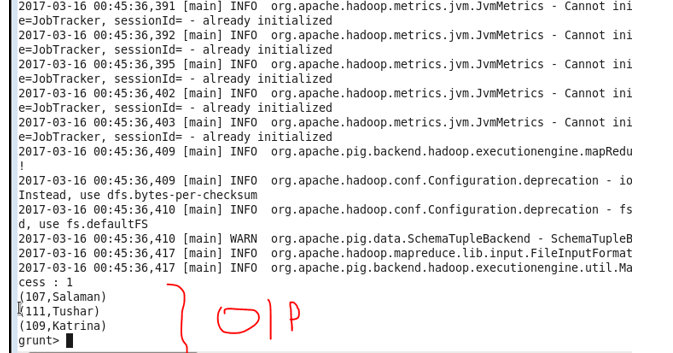 2017-03-16 00:45:36,391 [main] INFO  org.apache.hadoop.metrics.jvm.JvmMetrics - Cannot ini
e=JobTracker, sessionId= - already initialized
2017-03-16 00:45:36,392 [main] INFO  org.apache.hadoop.metrics.jvm.JvmMetrics - Cannot ini
e=JobTracker, sessionId= - already initialized
2017-03-16 00:45:36,395 [main] INFO  org.apache.hadoop.metrics.jvm.JvmMetrics - Cannot ini
e=JobTracker, sessionId= - already initialized
2017-03-16 00:45:36,402 [main] INFO  org.apache.hadoop.metrics.jvm.JvmMetrics - Cannot ini
e=JobTracker, sessionId= - already initialized
2017-03-16 00:45:36,403 [main] INFO  org.apache.hadoop.metrics.jvm.JvmMetrics - Cannot ini
e=JobTracker, sessionId= - already initialized
2017-03-16 00:45:36,409 [main] INFO  org.apache.pig.backend.hadoop.executionengine.mapRedu
!
2017-03-16 00:45:36,409 [main] INFO  org.apache.hadoop.conf.Configuration.deprecation - io
Instead, use dfs.bytes-per-checksum
2017-03-16 00:45:36,410 [main] INFO  org.apache.hadoop.conf.Configuration.deprecation - fs
d, use fs.defaultFS
2017-03-16 00:45:36,410 [main] WARN  org.apache.pig.data.SchemaTupleBackend - SchemaTupleB
2017-03-16 00:45:36,417 [main] INFO  org.apache.hadoop.mapreduce.lib.input.FileInputFormat
2017-03-16 00:45:36,417 [main] INFO  org.apache.pig.backend.hadoop.executionengine.util.Ma
cess : 1
(107,Salaman)
(111,Tushar)
(109,Katrina)
grunt>
O|P